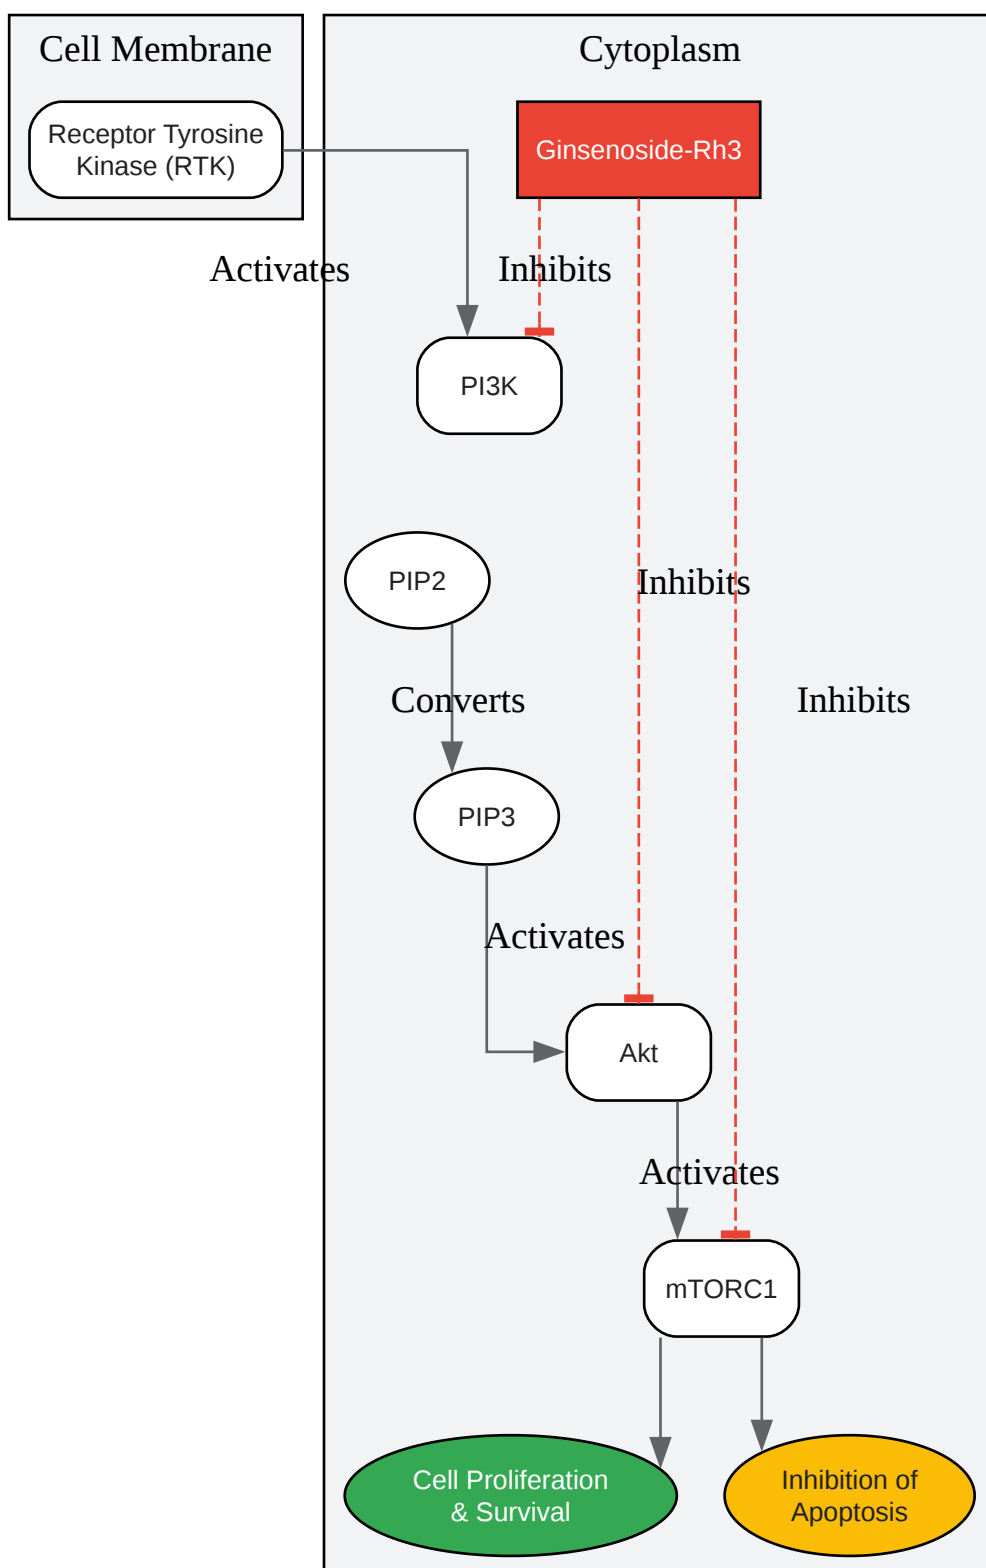 Cell Membrane
Cytoplasm
Receptor Tyrosine
Kinase (RTK)
Ginsenoside-Rh3
Activates
Inhibits
PI3K
PIP2
Inhibits
Converts
Inhibits
PIP3
Activates
Akt
Activates
mTORC1
Cell Proliferation
& Survival
Inhibition of
Apoptosis